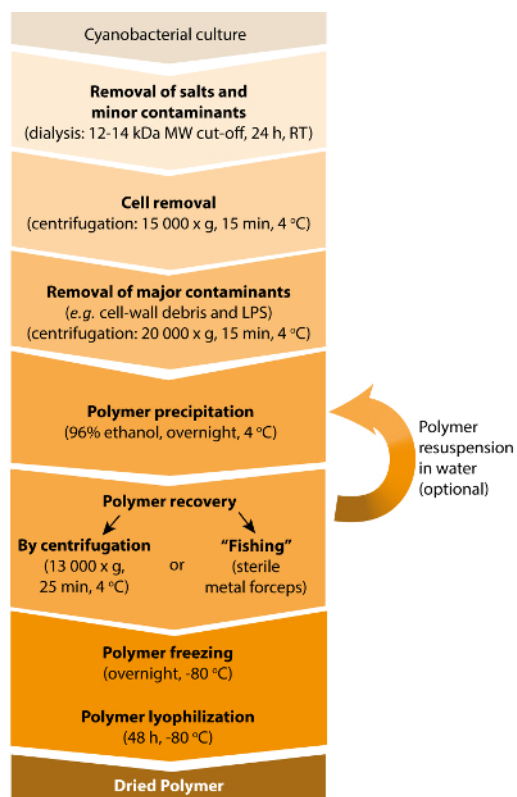 Cyanobacterial culture
Removal of salts and
minor contaminants
(dialysis: 12-14 kDa MW cut-off, 24 h, RT)
Cell removal
(centrifugation: 15 000 x g, 15 min, 4 °C)
Removal of major contaminants
(e.g. cell-wall debris and LPS)
(centrifugation: 20 000 x g, 15 min, 4 °C)
Polymer precipitation
(96% ethanol, overnight, 4 °C)
Polymer
resuspension
in water
(optional)
Polymer recovery
By centrifugation
(13 000 x g,
25 min, 4 °C)
or
"Fishing"
(sterile
metal forceps)
Polymer freezing
(overnight, -80 °C)
Polymer lyophilization
(48 h, -80 °C)
Dried Polymer